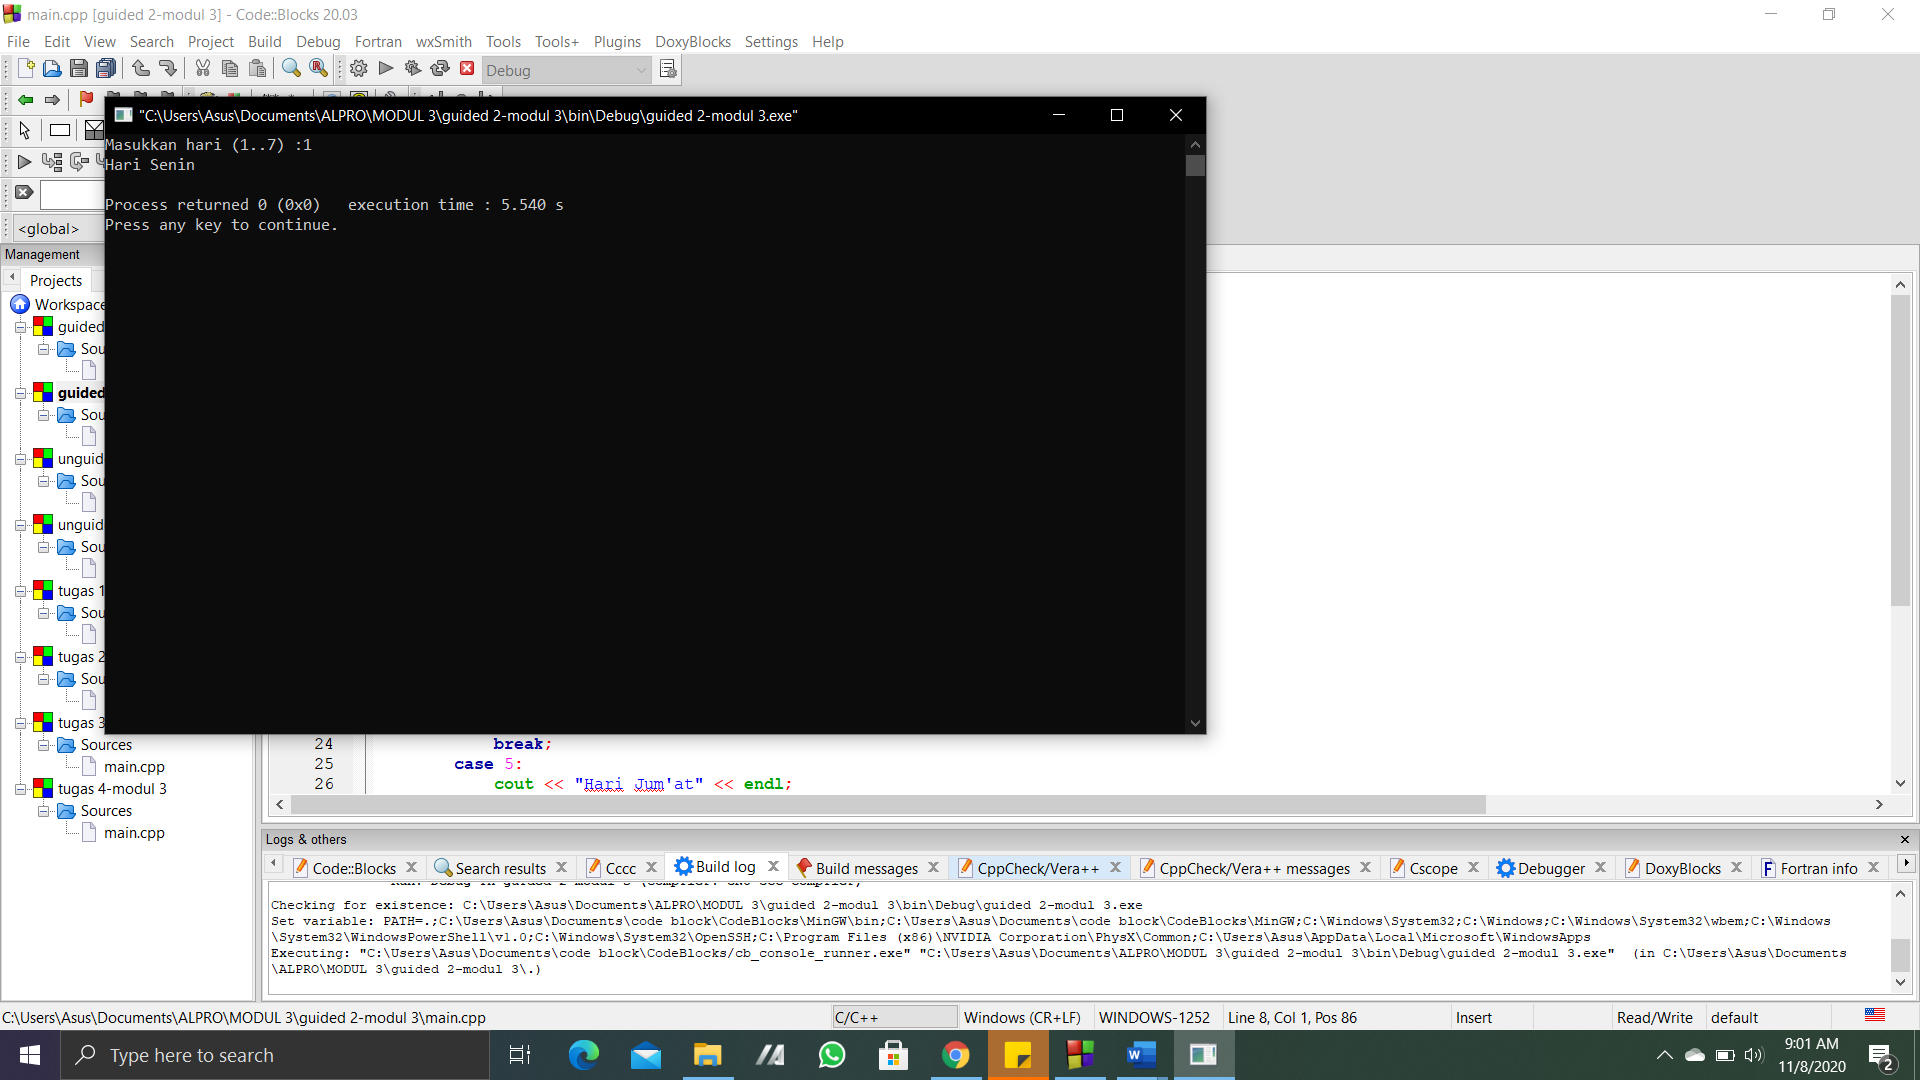 main.cpp [guided 2-modul 3] - Code::Blocks 20.03
File Edit View Search Project Build Debug Fortran wxSmith Tools Tools+ Plugins DoxyBlocks Settings Help
Debug
"C:\Users\Asus\Documents\ALPRO\MODUL 3\guided 2-modul 3\bin\Debug\guided 2-modul 3.exe"
Masukkan hari (1..7) :1
Hari Senin
Process returned 0 (0x0)   execution time : 5.540 s
Press any key to continue.
<global>
Management
Projects
Workspace
guided
Sou
guided
Sou
unguid
Sou
unguid
Sou
tugas 1
Sou
tugas 2
Sou
tugas 3
Sources
main.cpp
tugas 4-modul 3
Sources
main.cpp
24 break;
25 case 5:
26 cout << "Hari Jum'at" << endl;
Logs & others
Code::Blocks Search results Cccc Build log Build messages CppCheck/Vera++ CppCheck/Vera++ messages Cscope Debugger DoxyBlocks Fortran info
Checking for existence: C:\Users\Asus\Documents\ALPRO\MODUL 3\guided 2-modul 3\bin\Debug\guided 2-modul 3.exe
Set variable: PATH=.;C:\Users\Asus\Documents\code block\CodeBlocks\MinGW\bin;C:\Users\Asus\Documents\code block\CodeBlocks\MinGW;C:\Windows\System32;C:\Windows;C:\Windows\System32\wbem;C:\Windows
\System32\WindowsPowerShell\v1.0;C:\Windows\System32\OpenSSH;C:\Program Files (x86)\NVIDIA Corporation\PhysX\Common;C:\Users\Asus\AppData\Local\Microsoft\WindowsApps
Executing: "C:\Users\Asus\Documents\code block\CodeBlocks/cb_console_runner.exe" "C:\Users\Asus\Documents\ALPRO\MODUL 3\guided 2-modul 3\bin\Debug\guided 2-modul 3.exe"  (in C:\Users\Asus\Documents
\ALPRO\MODUL 3\guided 2-modul 3\.)
C:\Users\Asus\Documents\ALPRO\MODUL 3\guided 2-modul 3\main.cpp C/C++ Windows (CR+LF) WINDOWS-1252 Line 8, Col 1, Pos 86 Insert Read/Write default
Type here to search
9:01 AM
11/8/2020
2